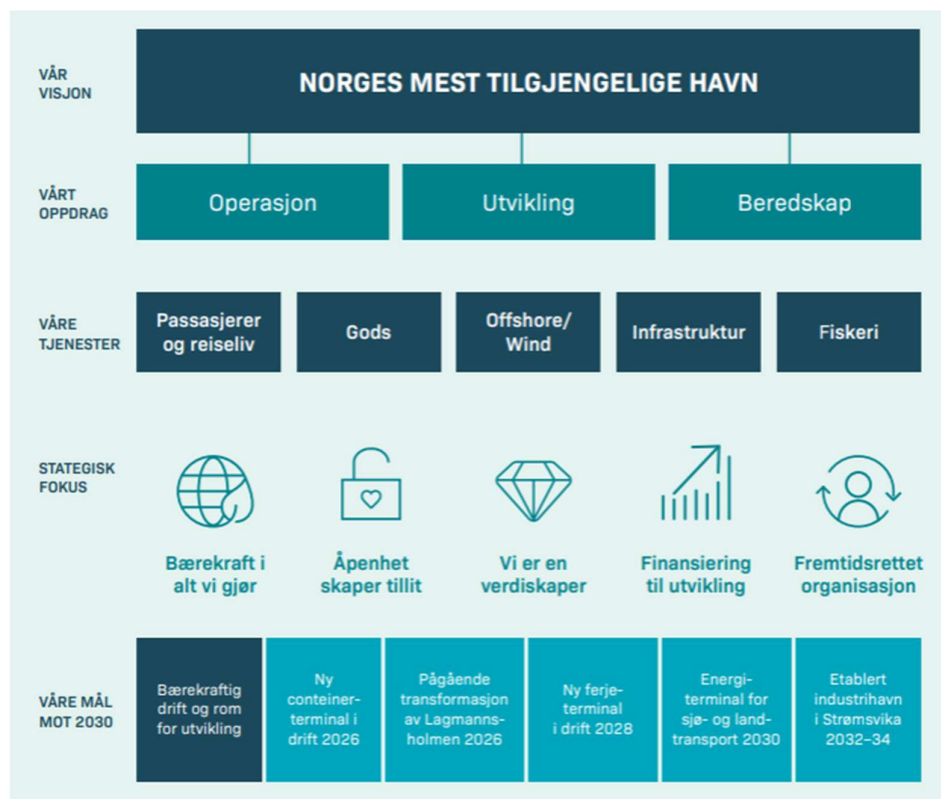 VÅR
VISJON
NORGES MEST TILGJENGELIGE HAVN
VÅRT
OPPDRAG
Operasjon
Utvikling
Beredskap
VÅRE
TJENESTER
Passasjerer
og reiseliv
Gods
Offshore/
Wind
Infrastruktur
Fiskeri
STATEGISK
FOKUS
Bærekraft i
alt vi gjør
Åpenhet
skaper tillit
Vi er en
verdiskaper
Finansiering
til utvikling
Fremtidsrettet
organisasjon
VÅRE MÅL
MOT 2030
Bærekraftig
drift og rom
for utvikling
Ny
conteiner-
terminal i
drift 2026
Pågående
transformasjon
av Lagmanns-
holmen 2026
Ny ferje-
terminal
i drift 2028
Energi-
terminal for
sjø- og land-
transport 2030
Etablert
industrihavn
i Strømsvika
2032–34